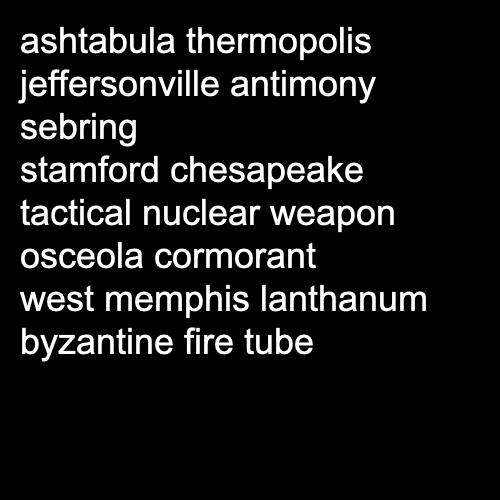 ashtabula thermopolis
jeffersonville antimony
sebring
stamford chesapeake
tactical nuclear weapon
osceola cormorant
west memphis lanthanum
byzantine fire tube